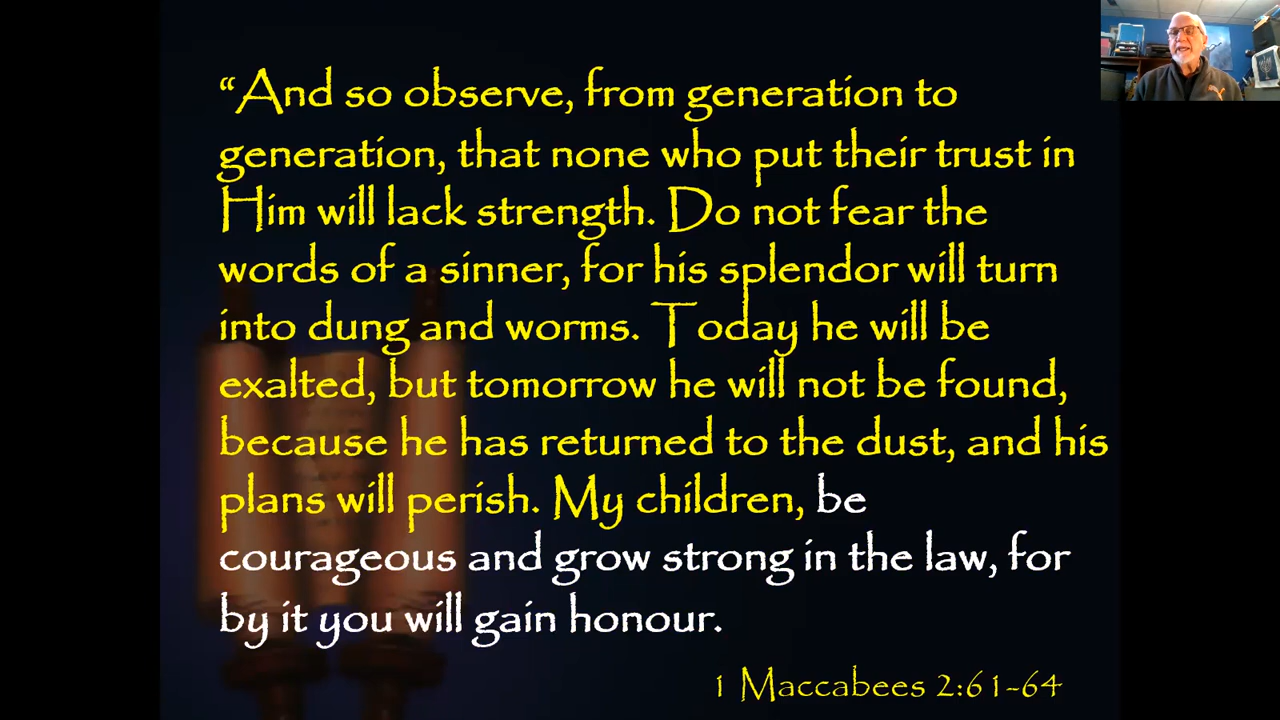 “And so observe, from generation to
generation, that none who put their trust in
Him will lack strength. Do not fear the
words of a sinner, for his splendor will turn
into dung and worms. Today he will be
exalted, but tomorrow he will not be found,
because he has returned to the dust, and his
plans will perish. My children, be
courageous and grow strong in the law, for
by it you will gain honour.
1 Maccabees 2:61-64